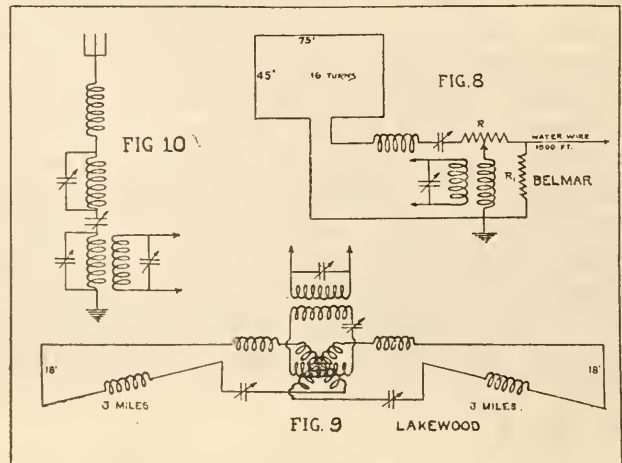 75'
45'
16 TURNS
FIG. 8
R
WATER WIRE
1500 FT.
R₁
BELMAR
FIG 10
18'
3 MILES
FIG. 9
LAKEWOOD
3 MILES
18'